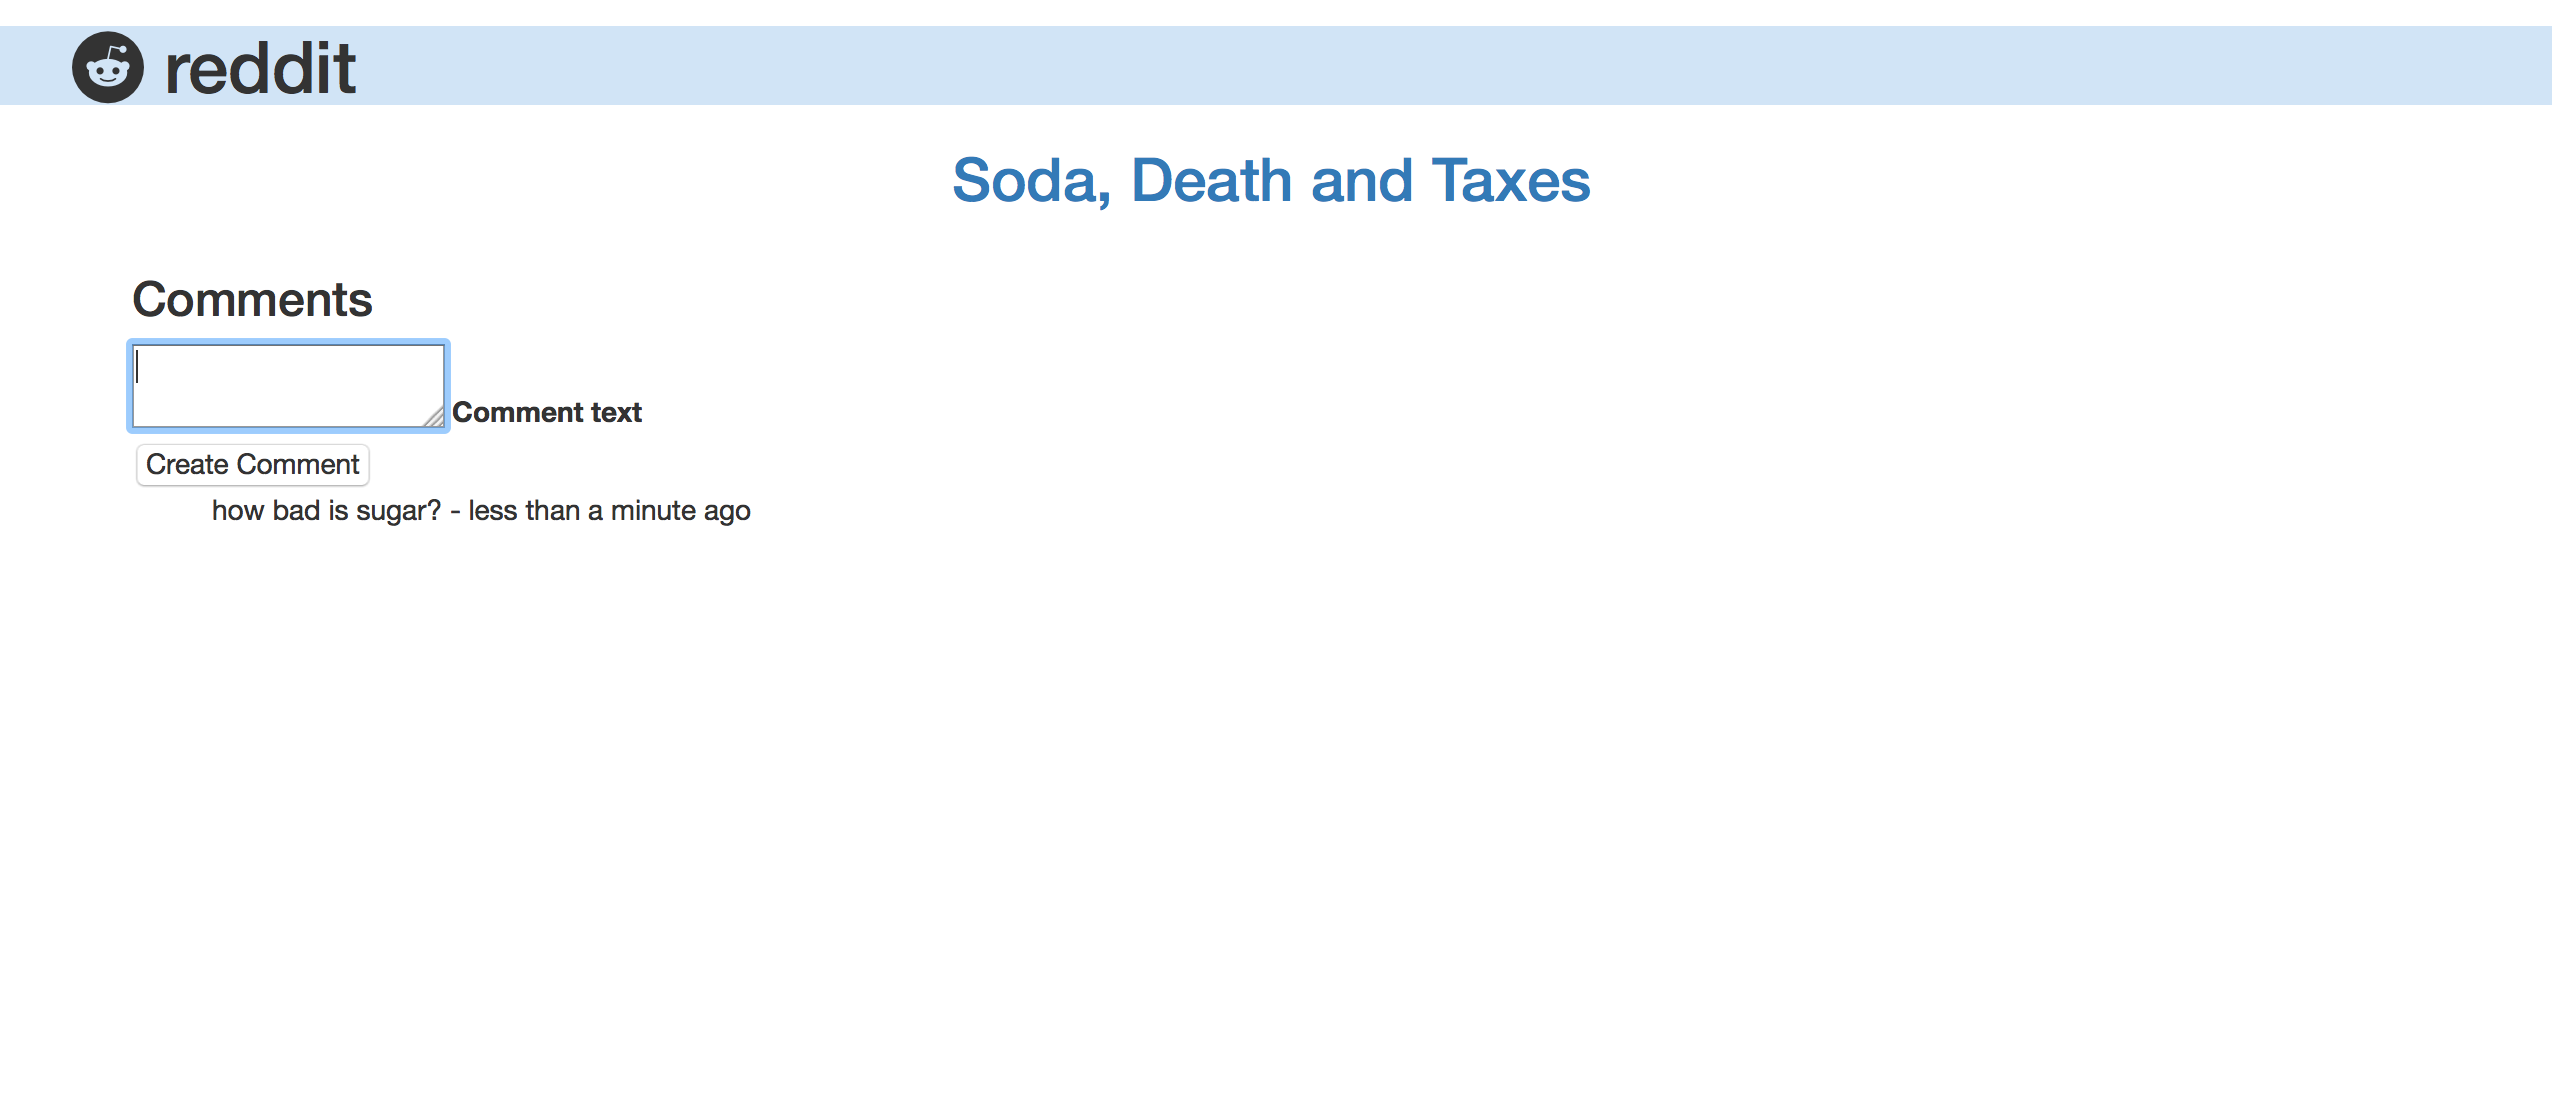 reddit
Soda, Death and Taxes
Comments
Comment text
Create Comment
how bad is sugar? - less than a minute ago